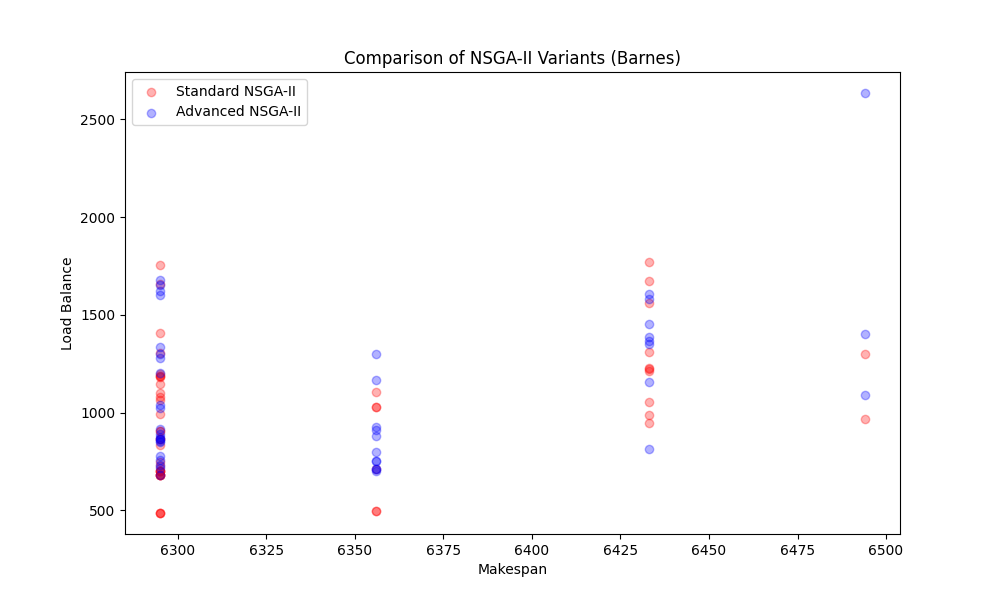 Comparison of NSGA-II Variants (Barnes)
Standard NSGA-II
Advanced NSGA-II
2500
2000
1500
1000
500
Load Balance
6300 6325 6350 6375 6400 6425 6450 6475 6500
Makespan